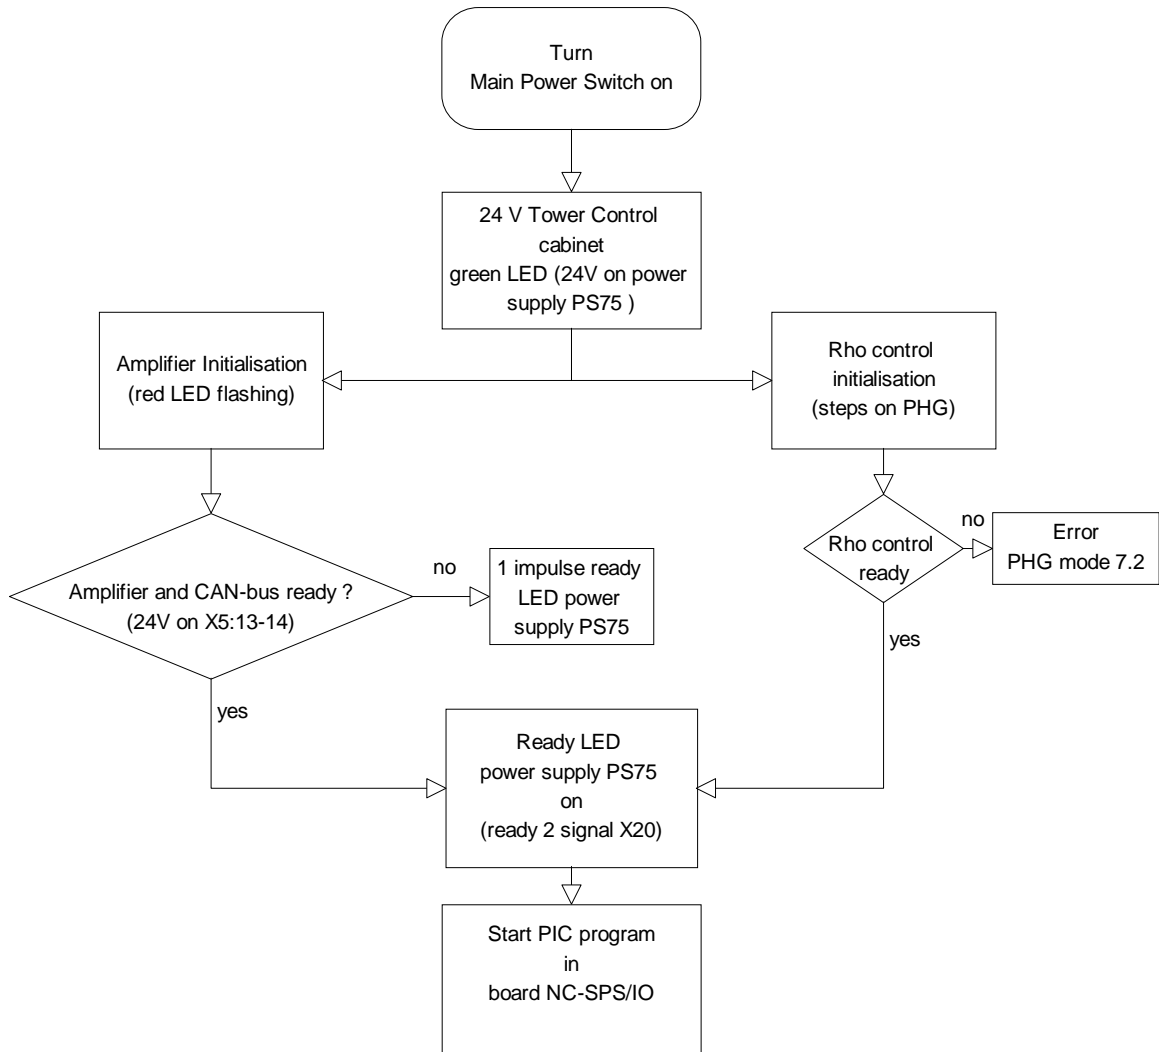 Turn
Main Power Switch on
24 V Tower Control
cabinet
green LED (24V on power
supply PS75 )
Amplifier Initialisation
(red LED flashing)
Rho control
initialisation
(steps on PHG)
Amplifier and CAN-bus ready ?
(24V on X5:13-14)
no
1 impulse ready
LED power
supply PS75
Rho control
ready
no
Error
PHG mode 7.2
yes
yes
Ready LED
power supply PS75
on
(ready 2 signal X20)
Start PIC program
in
board NC-SPS/IO